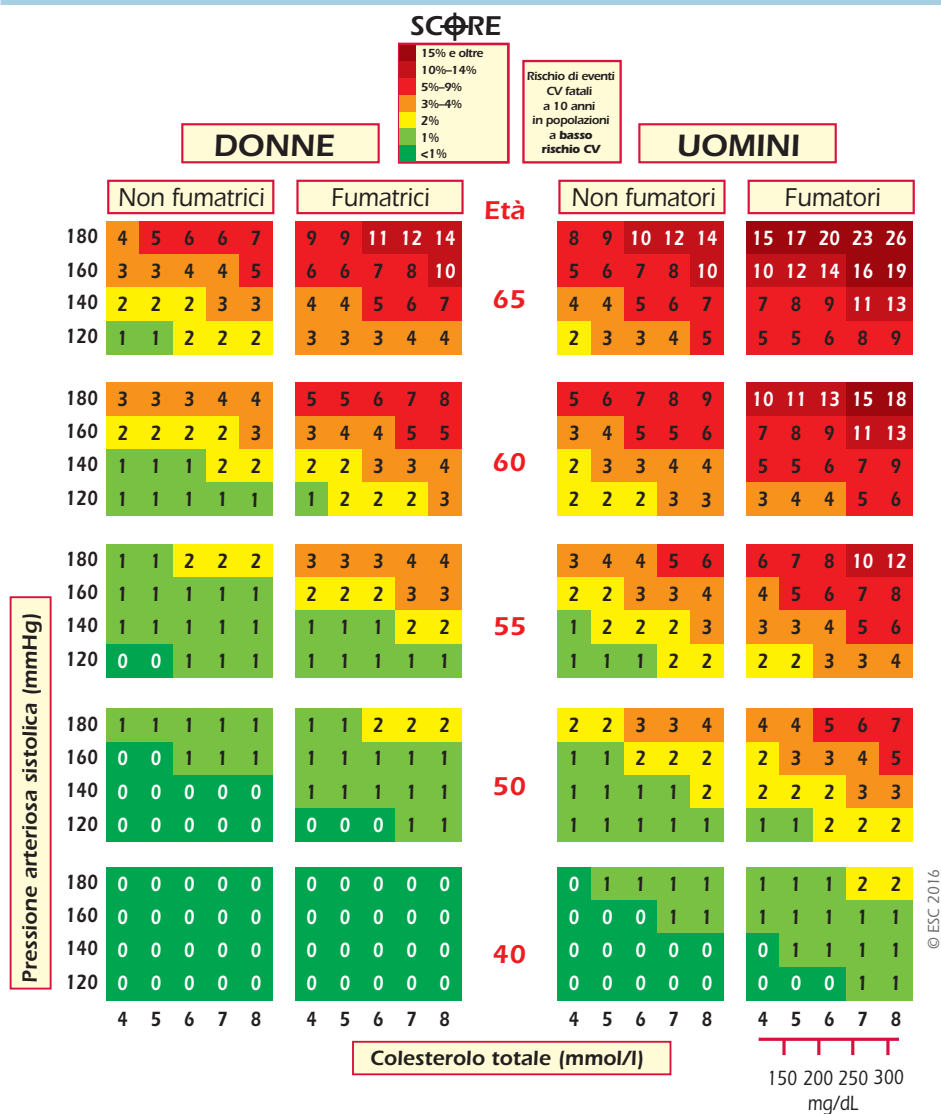 SCORE
15% e oltre
10%–14%
5%–9%
3%–4%
2%
1%
<1%
Rischio di eventi
CV fatali
a 10 anni
in popolazioni
a basso
rischio CV
DONNE
UOMINI
Non fumatrici
Fumatrici
Età
Non fumatori
Fumatori
180 4 5 6 6 7 9 9 11 12 14 8 9 10 12 14 15 17 20 23 26
160 3 3 4 4 5 6 6 7 8 10 5 6 7 8 10 10 12 14 16 19
65
140 2 2 2 3 3 4 4 5 6 7 4 4 5 6 7 7 8 9 11 13
120 1 1 2 2 2 3 3 3 4 4 2 3 3 4 5 5 5 6 8 9
180 3 3 3 4 4 5 5 6 7 8 5 6 7 8 9 10 11 13 15 18
160 2 2 2 2 3 3 4 4 5 5 3 4 5 5 6 7 8 9 11 13
60
140 1 1 1 2 2 2 2 3 3 4 2 3 3 4 4 5 5 6 7 9
120 1 1 1 1 1 1 2 2 2 3 2 2 2 3 3 3 4 4 5 6
180 1 1 2 2 2 3 3 3 4 4 3 4 4 5 6 6 7 8 10 12
160 1 1 1 1 1 2 2 2 3 3 2 2 3 3 4 4 5 6 7 8
55
140 1 1 1 1 1 1 1 1 2 2 1 2 2 2 3 3 3 4 5 6
120 0 0 1 1 1 1 1 1 1 1 1 1 1 2 2 2 2 3 3 4
180 1 1 1 1 1 1 1 2 2 2 2 2 3 3 4 4 4 5 6 7
160 0 0 1 1 1 1 1 1 1 1 1 1 2 2 2 2 3 3 4 5
50
140 0 0 0 0 0 1 1 1 1 1 1 1 1 1 2 2 2 2 3 3
120 0 0 0 0 0 0 0 0 1 1 1 1 1 1 1 1 1 2 2 2
180 0 0 0 0 0 0 0 0 0 0 0 1 1 1 1 1 1 1 2 2
160 0 0 0 0 0 0 0 0 0 0 0 0 0 1 1 1 1 1 1 1
40
140 0 0 0 0 0 0 0 0 0 0 0 0 0 0 0 0 1 1 1 1
120 0 0 0 0 0 0 0 0 0 0 0 0 0 0 0 0 0 0 1 1
4 5 6 7 8 4 5 6 7 8 4 5 6 7 8 4 5 6 7 8
Pressione arteriosa sistolica (mmHg)
Colesterolo totale (mmol/l)
150 200 250 300
mg/dL
© ESC 2016